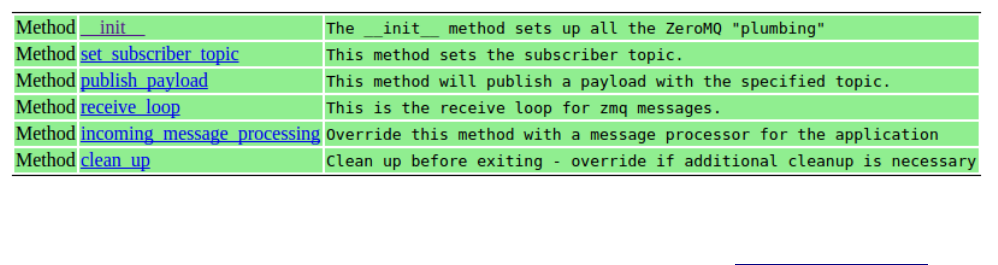 Method __init__ The __init__ method sets up all the ZeroMQ "plumbing"
Method set_subscriber_topic This method sets the subscriber topic.
Method publish_payload This method will publish a payload with the specified topic.
Method receive_loop This is the receive loop for zmq messages.
Method incoming_message_processing Override this method with a message processor for the application
Method clean_up Clean up before exiting - override if additional cleanup is necessary